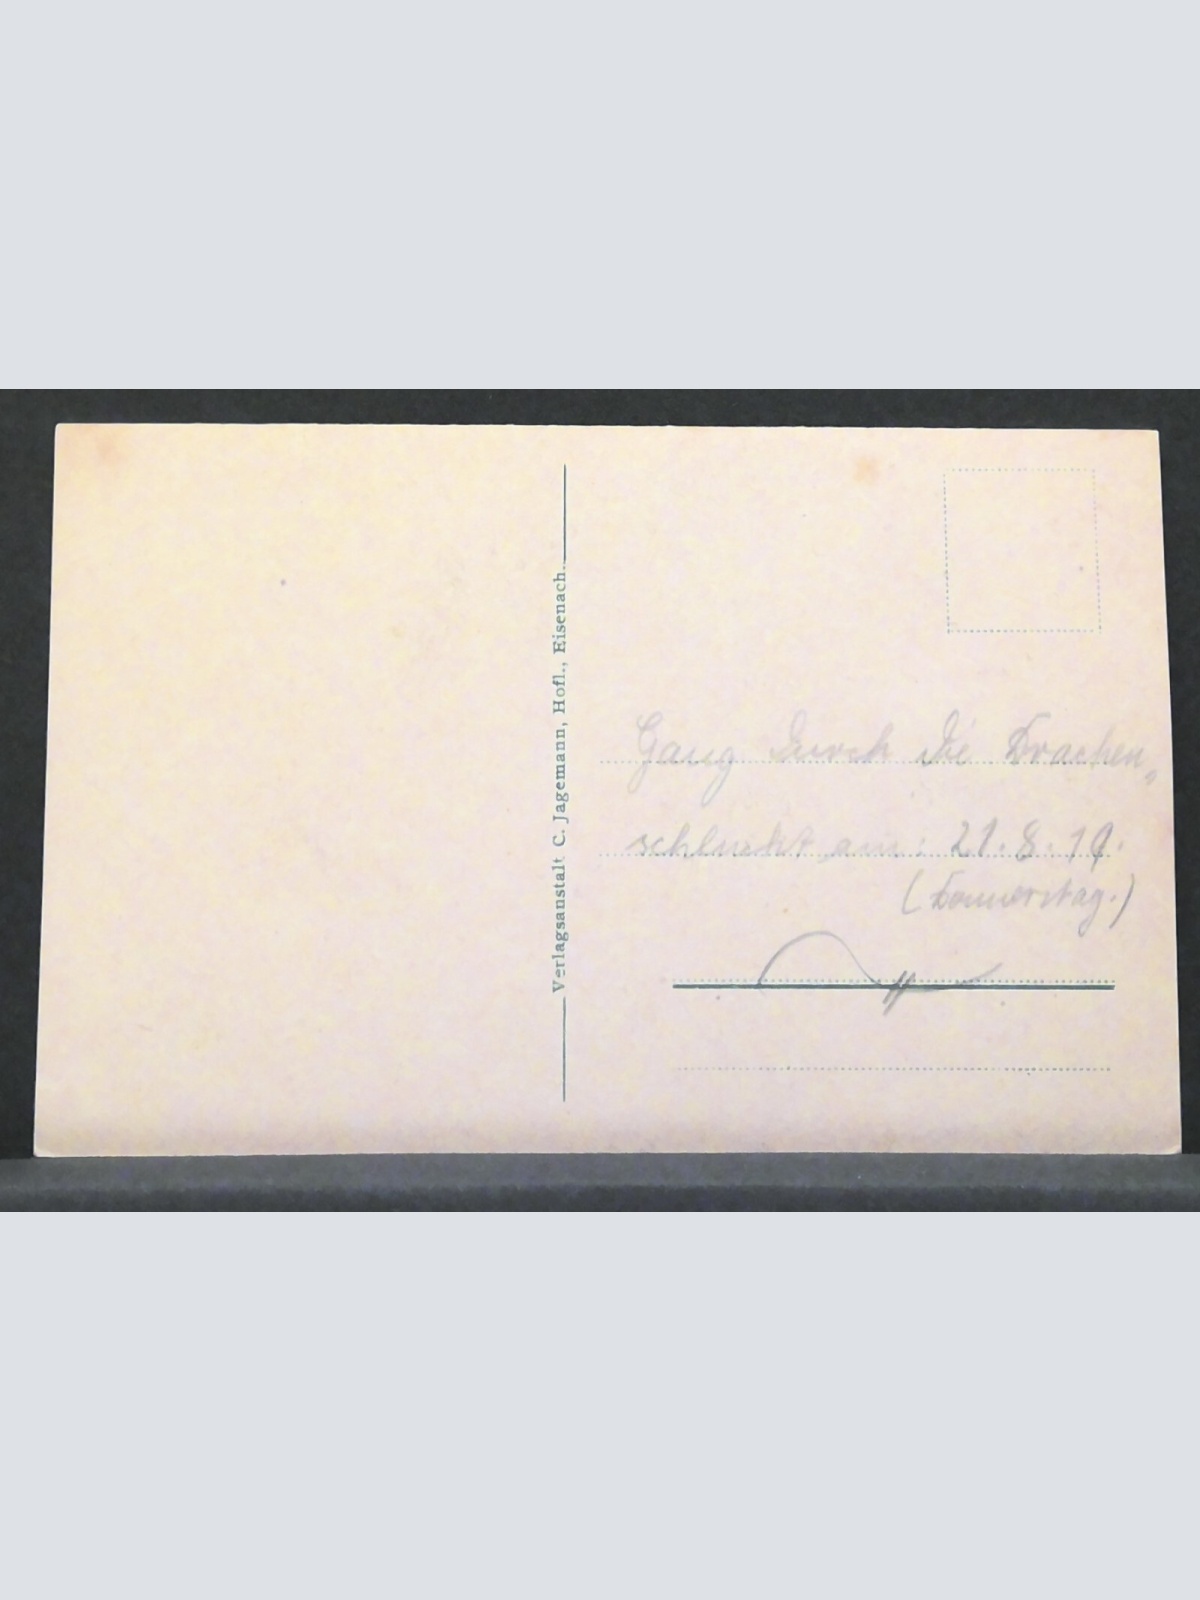 Verlagsanstalt C. Jagemann, Hofl., Eisenach.
Gang durch die Drachen„
schlucht am: 21.8.19.
(Donnerstag.)